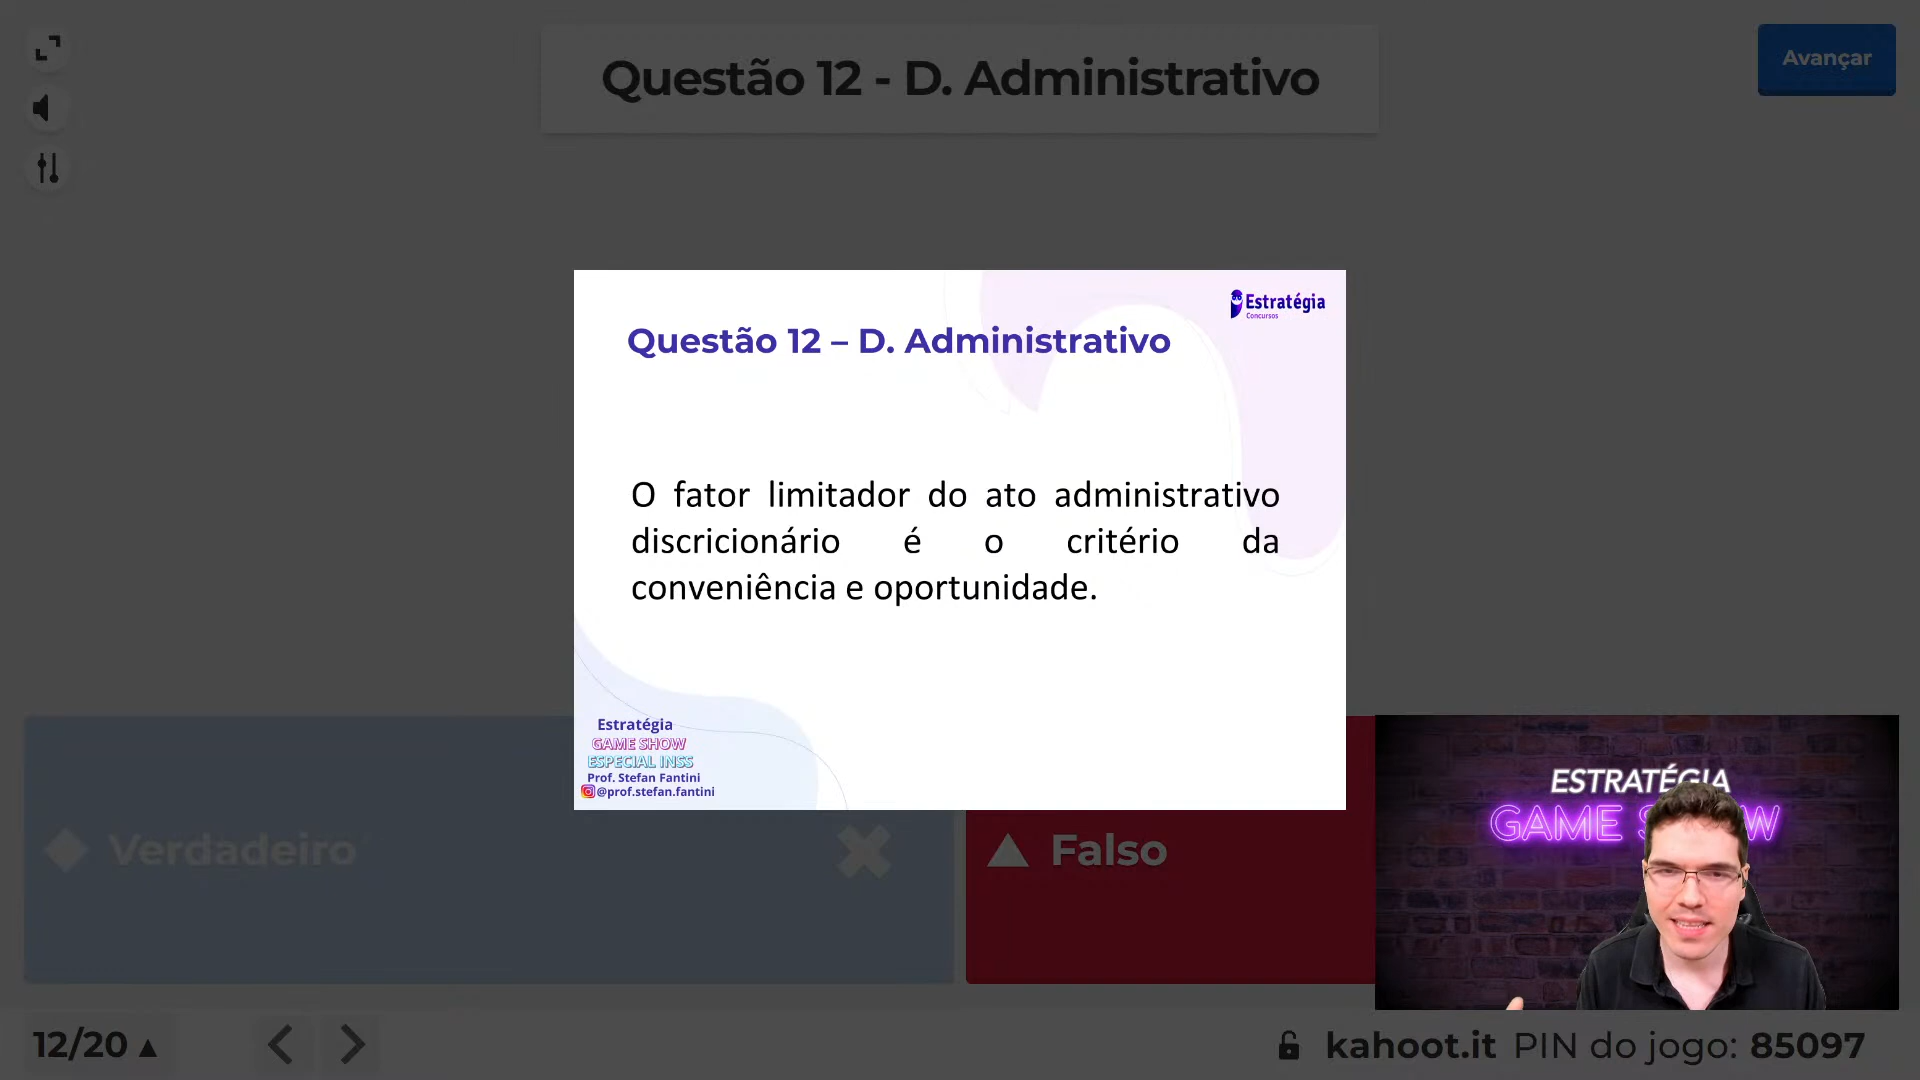 Questão 12 - D. Administrativo
Avançar
Estratégia
Concursos
Questão 12 – D. Administrativo
O fator limitador do ato administrativo
discricionário é o critério da
conveniência e oportunidade.
Estratégia
GAME SHOW
ESPECIAL INSS
Prof. Stefan Fantini
@prof.stefan.fantini
Verdadeiro
Falso
ESTRATÉGIA
GAME S W
12/20
kahoot.it PIN do jogo: 85097